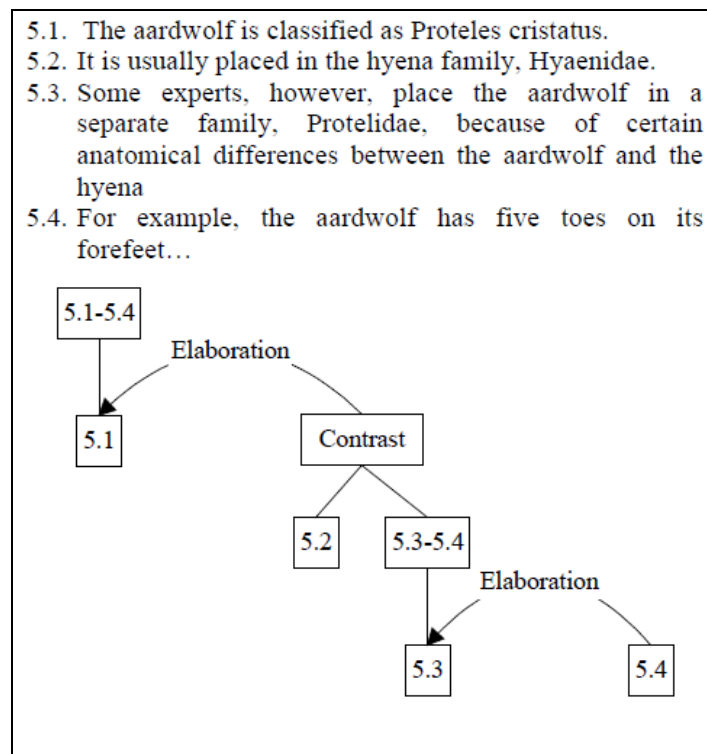 5.1. The aardwolf is classified as Proteles cristatus.
5.2. It is usually placed in the hyena family, Hyaenidae.
5.3. Some experts, however, place the aardwolf in a
separate family, Protelidae, because of certain
anatomical differences between the aardwolf and the
hyena
5.4. For example, the aardwolf has five toes on its
forefeet…
5.1-5.4
Elaboration
5.1
Contrast
5.2
5.3-5.4
Elaboration
5.3
5.4